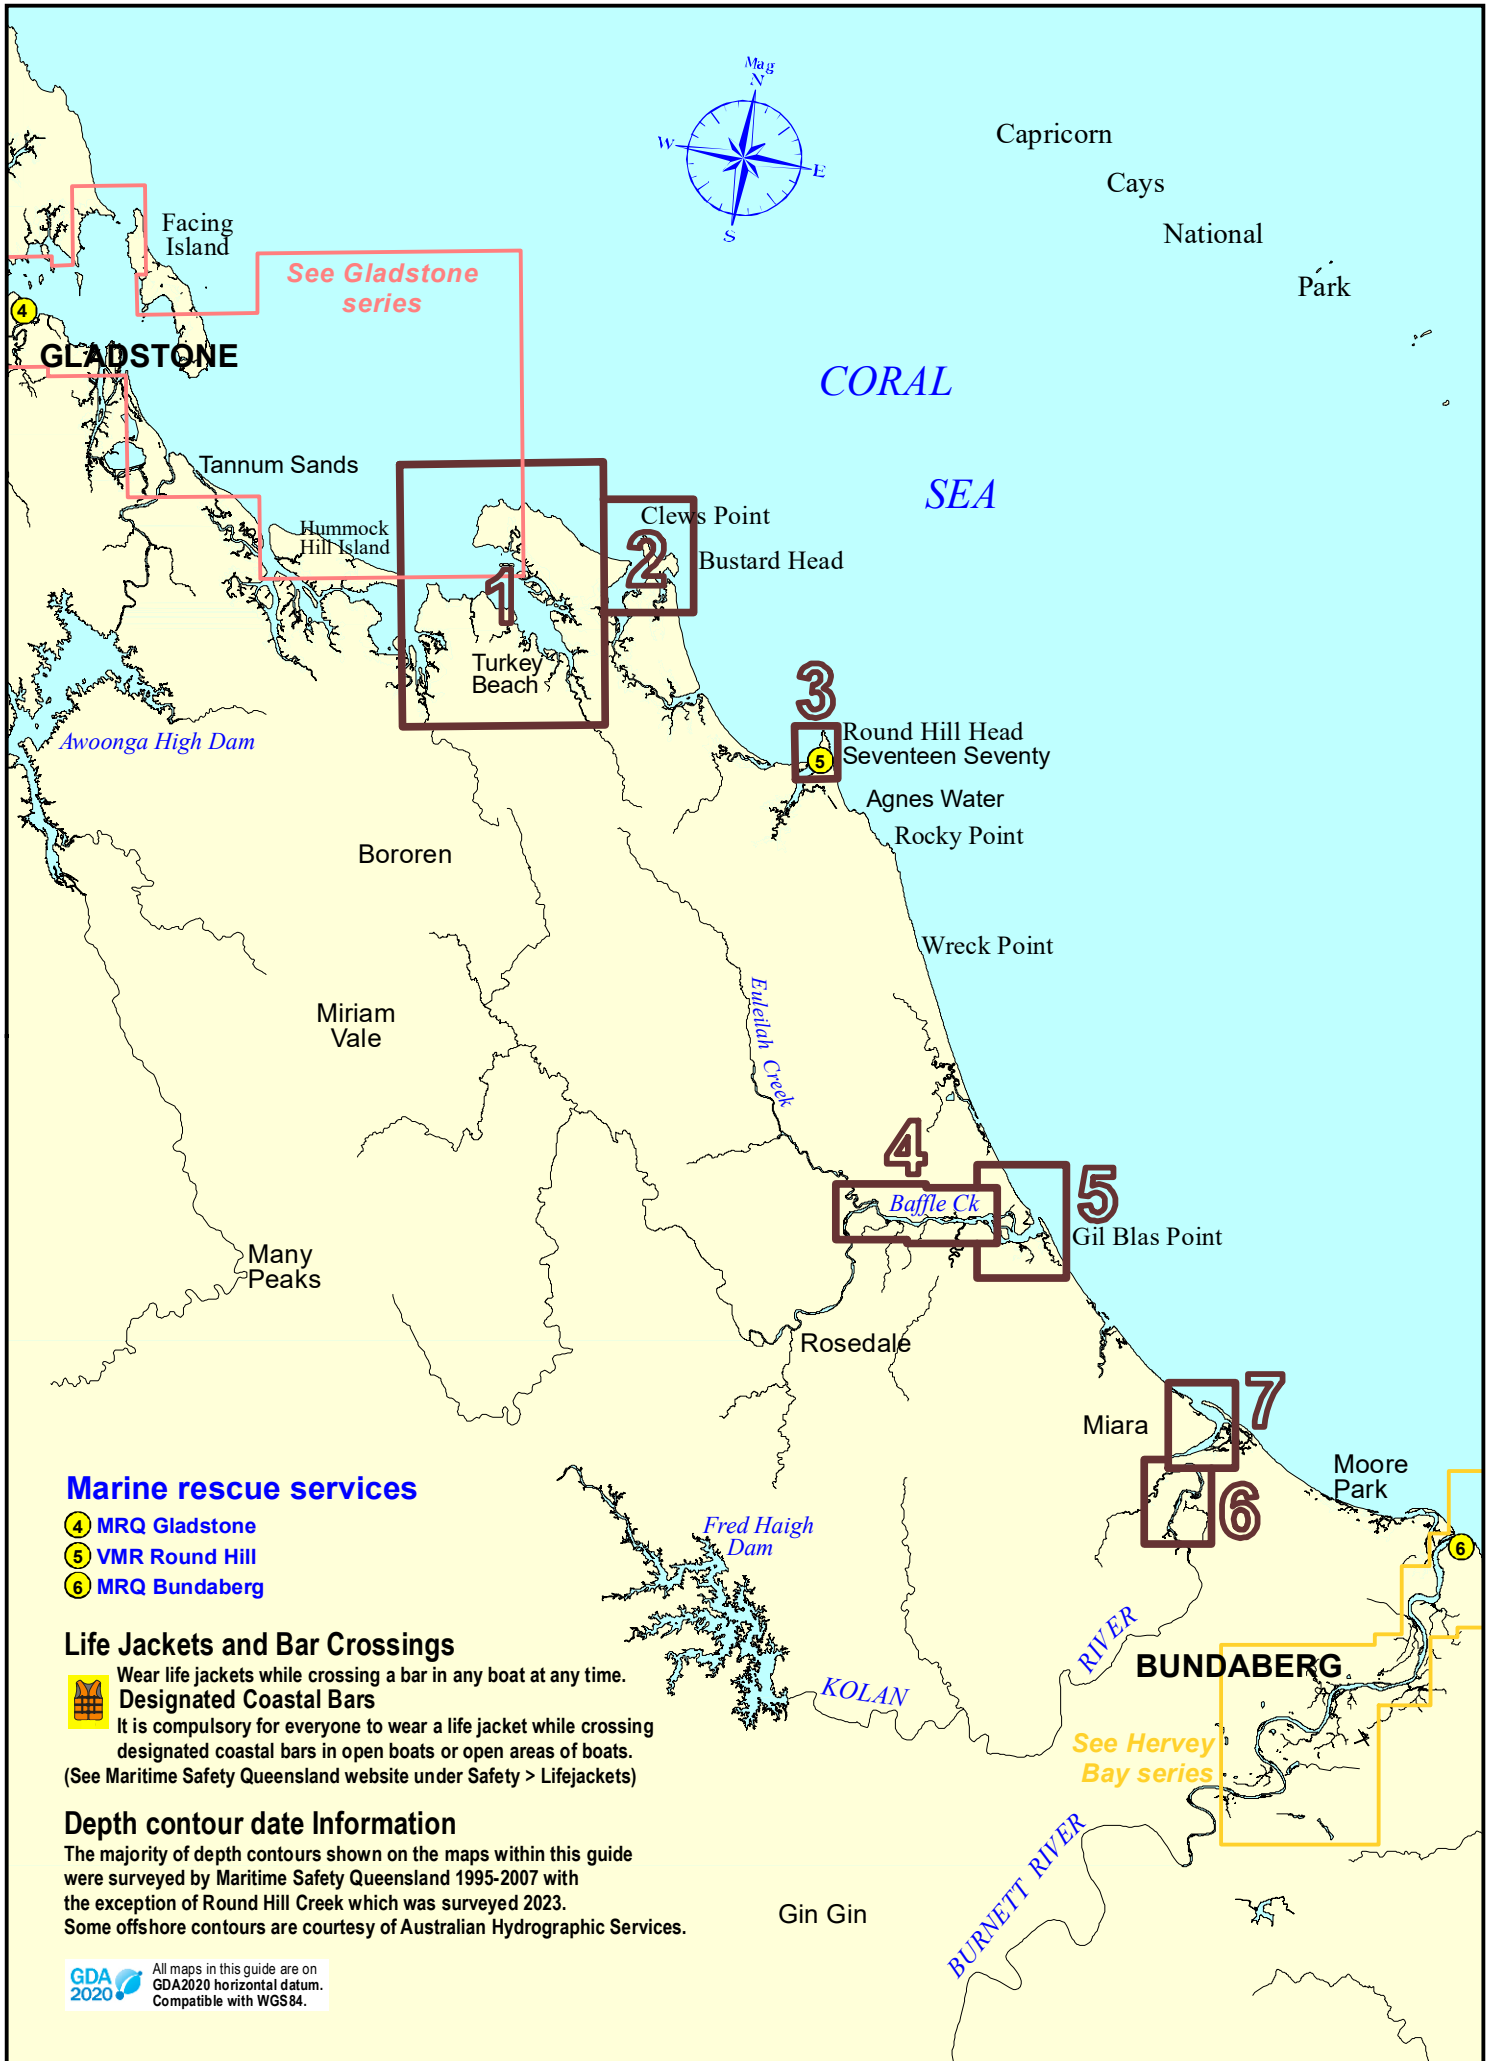 Mag
N
W
E
S
Capricorn
Cays
National
Park
Facing
Island
See Gladstone
series
4
GLADSTONE
CORAL
SEA
Tannum Sands
Hummock
Hill Island
Clews Point
Bustard Head
2
1
Turkey
Beach
3
Round Hill Head
Seventeen Seventy
5
Agnes Water
Rocky Point
Awoonga High Dam
Bororen
Wreck Point
Miriam
Vale
Euleilah Creek
4
Baffle Ck
5
Gil Blas Point
Many
Peaks
Rosedale
7
Miara
Moore
Park
6
6
Fred Haigh
Dam
KOLAN
RIVER
BUNDABERG
See Hervey
Bay series
BURNETT RIVER
Gin Gin
Marine rescue services
4 MRQ Gladstone
5 VMR Round Hill
6 MRQ Bundaberg
Life Jackets and Bar Crossings
Wear life jackets while crossing a bar in any boat at any time.
Designated Coastal Bars
It is compulsory for everyone to wear a life jacket while crossing
designated coastal bars in open boats or open areas of boats.
(See Maritime Safety Queensland website under Safety > Lifejackets)
Depth contour date Information
The majority of depth contours shown on the maps within this guide
were surveyed by Maritime Safety Queensland 1995-2007 with
the exception of Round Hill Creek which was surveyed 2023.
Some offshore contours are courtesy of Australian Hydrographic Services.
GDA
2020
All maps in this guide are on
GDA2020 horizontal datum.
Compatible with WGS84.